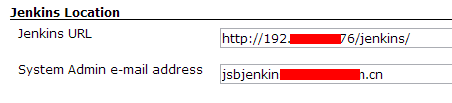 Jenkins Location
Jenkins URL http://192. 76/jenkins/
System Admin e-mail address jsbjenkin .cn